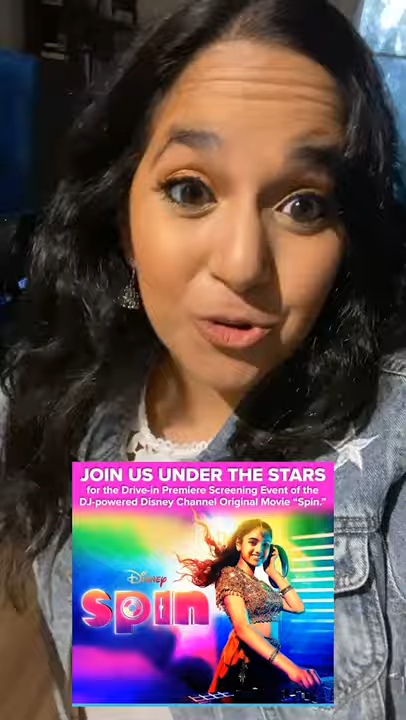 JOIN US UNDER THE STARS
for the Drive-in Premiere Screening Event of the
DJ-powered Disney Channel Original Movie "Spin."
Disney
spin